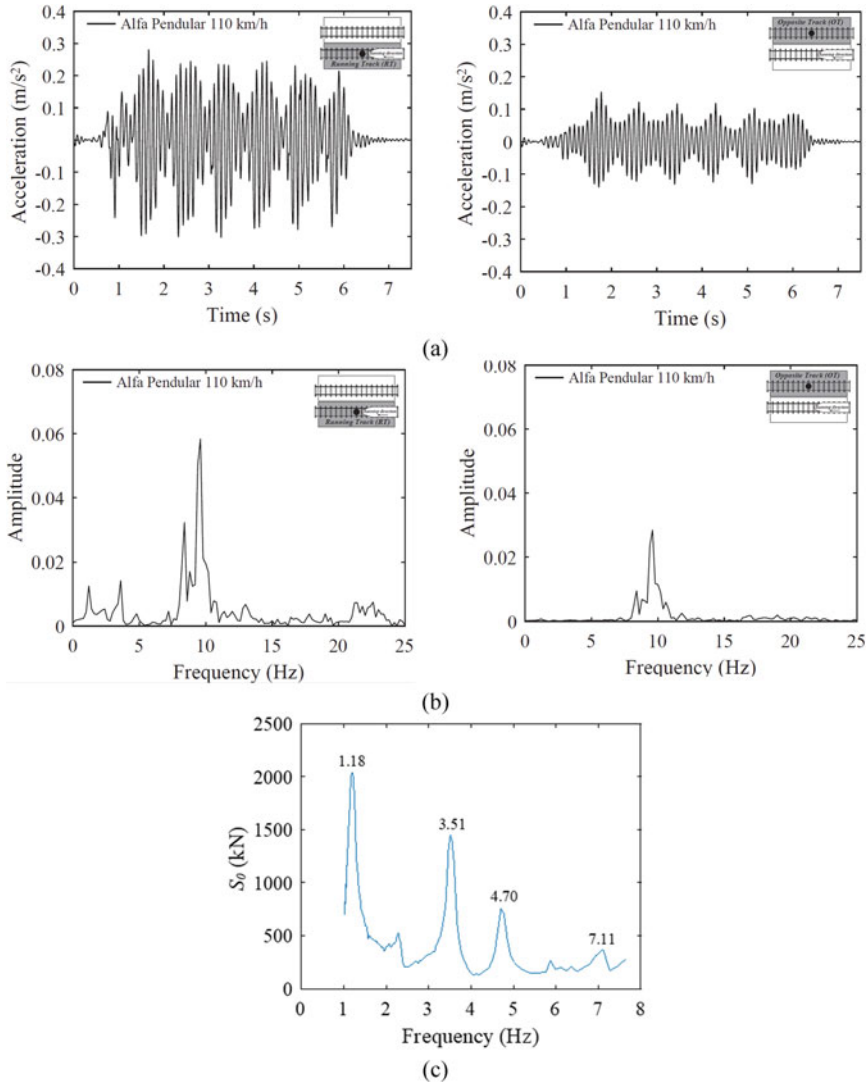 Alfa Pendular 110 km/h
Running Track (RT)
0.4
0.3
0.2
0.1
0
-0.1
-0.2
-0.3
-0.4
Acceleration (m/s²)
0 1 2 3 4 5 6 7
Time (s)
Alfa Pendular 110 km/h
Opposite Track (OT)
0.4
0.3
0.2
0.1
0
-0.1
-0.2
-0.3
-0.4
Acceleration (m/s²)
0 1 2 3 4 5 6 7
Time (s)
(a)
Alfa Pendular 110 km/h
Running Track (RT)
0.08
0.06
0.04
0.02
0
Amplitude
0 5 10 15 20 25
Frequency (Hz)
Alfa Pendular 110 km/h
Opposite Track (OT)
0.08
0.06
0.04
0.02
0
Amplitude
0 5 10 15 20 25
Frequency (Hz)
(b)
2500
2000
1500
1000
500
0
S₀ (kN)
1.18
3.51
4.70
7.11
0 1 2 3 4 5 6 7 8
Frequency (Hz)
(c)